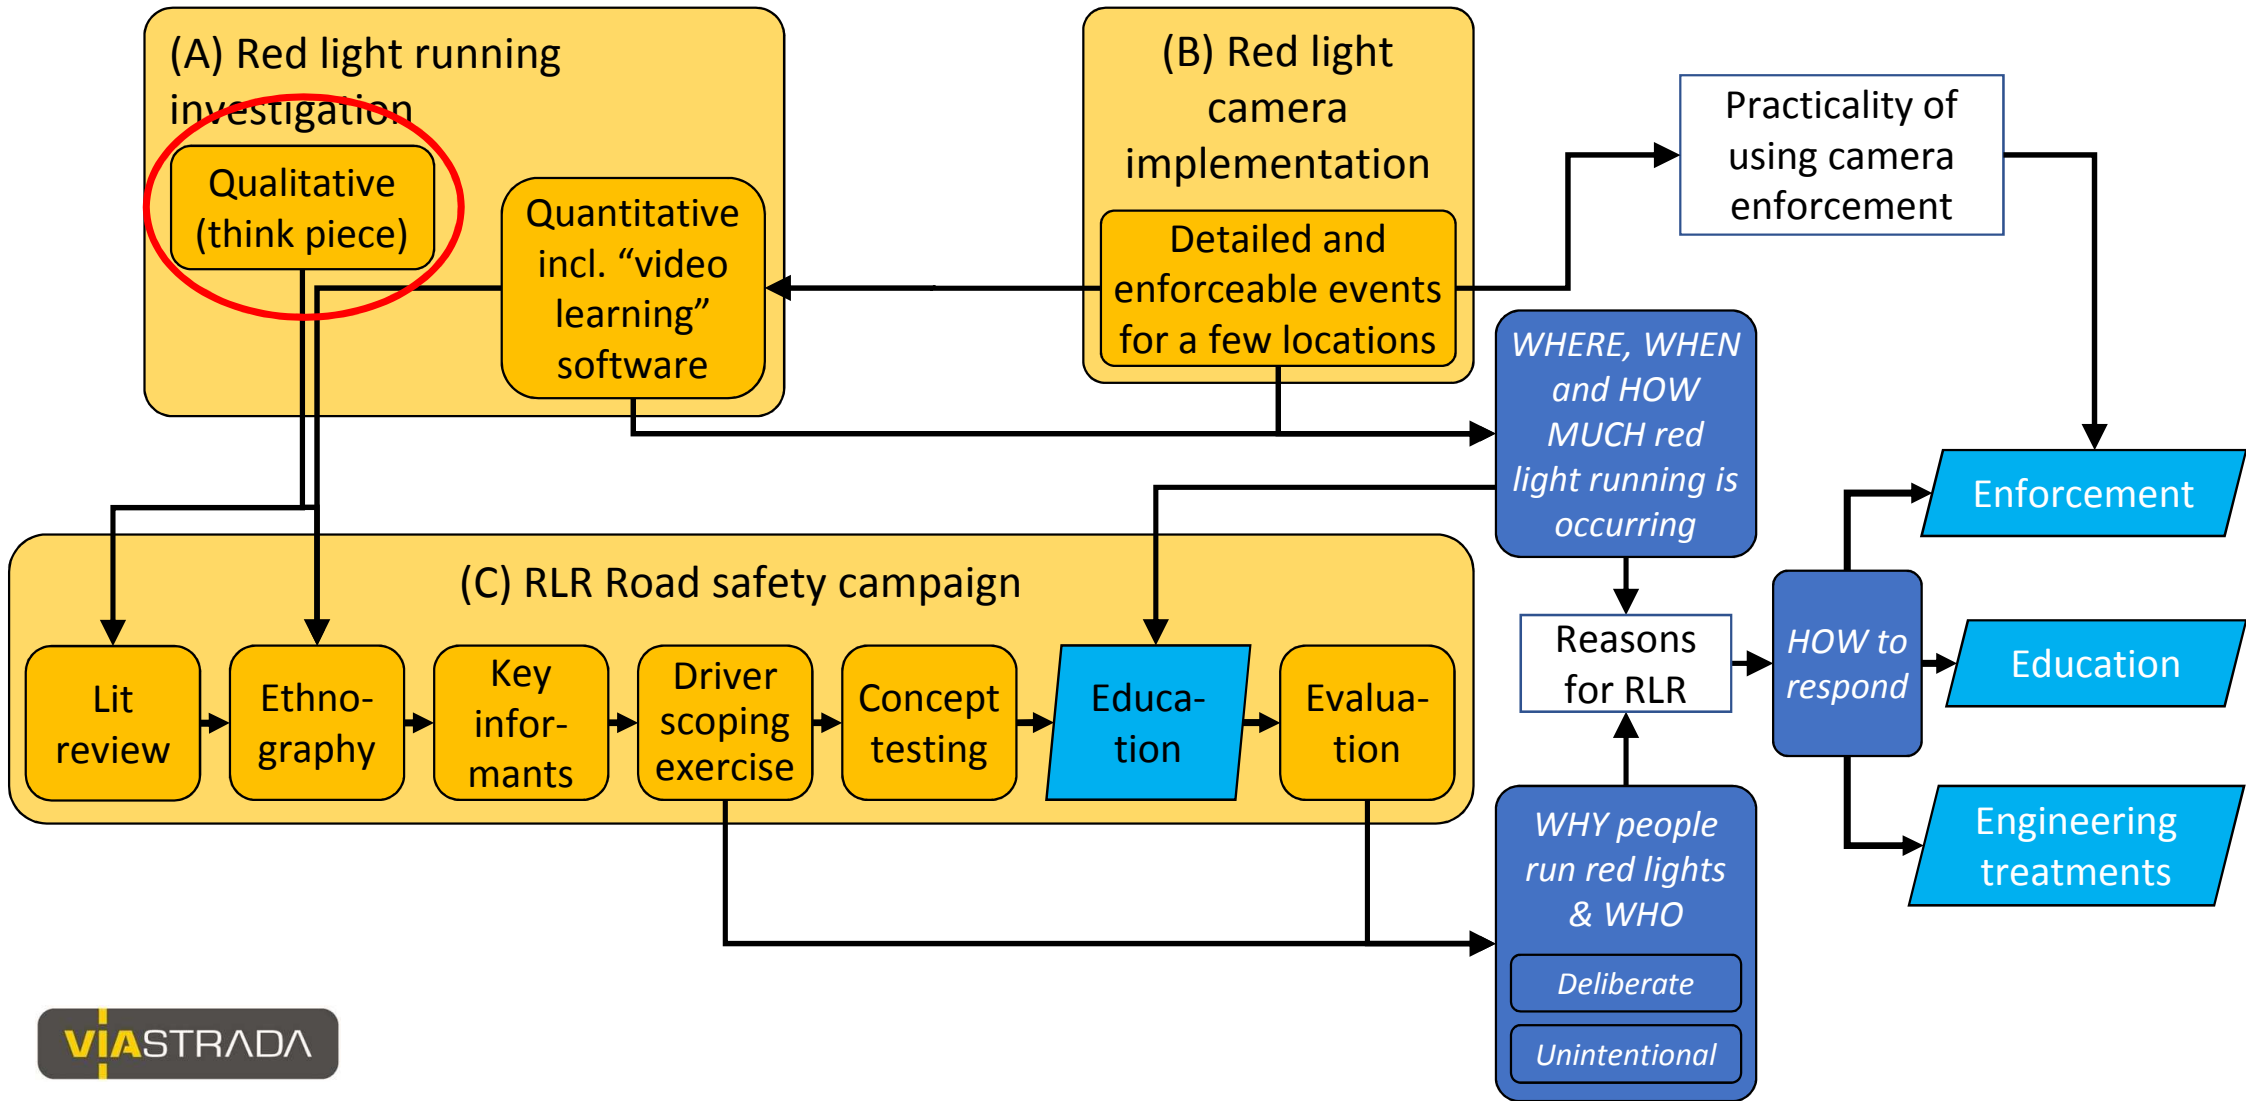 (A) Red light running
investigation
Qualitative
(think piece)
Quantitative
incl. “video
learning”
software
(B) Red light
camera
implementation
Detailed and
enforceable events
for a few locations
Practicality of
using camera
enforcement
WHERE, WHEN
and HOW
MUCH red
light running is
occurring
Enforcement
(C) RLR Road safety campaign
Lit
review
Ethno-
graphy
Key
infor-
mants
Driver
scoping
exercise
Concept
testing
Educa-
tion
Evalua-
tion
Reasons
for RLR
HOW to
respond
Education
Engineering
treatments
WHY people
run red lights
& WHO
Deliberate
Unintentional
VIASTRADA